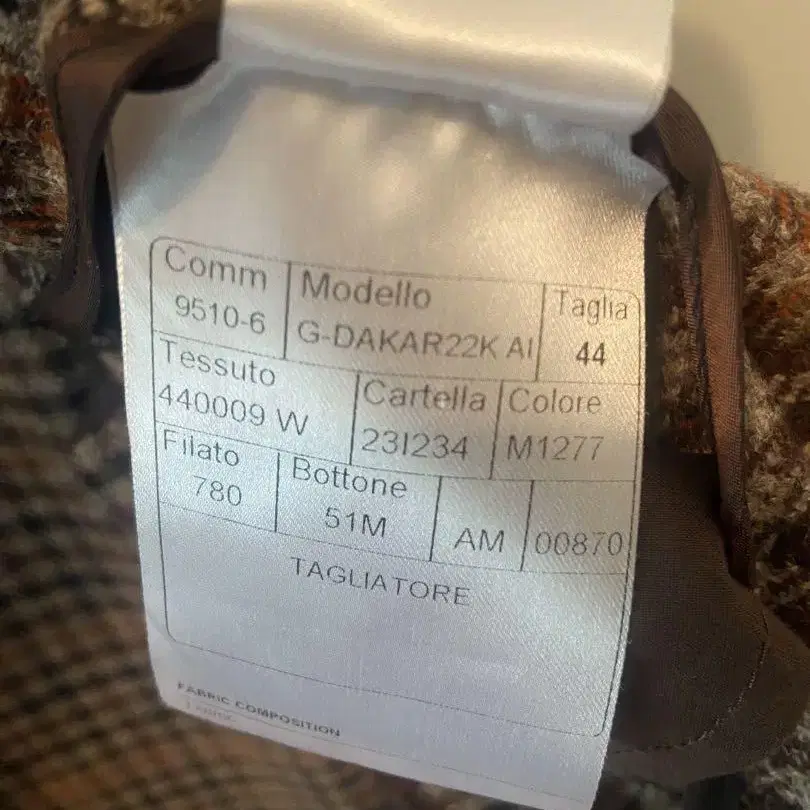 Comm Modello Taglia
9510-6 G-DAKAR22K AI 44
Tessuto Cartella Colore
440009 W 23I234 M1277
Filato Bottone
780 51M AM 00870
TAGLIATORE
FABRIC COMPOSITION